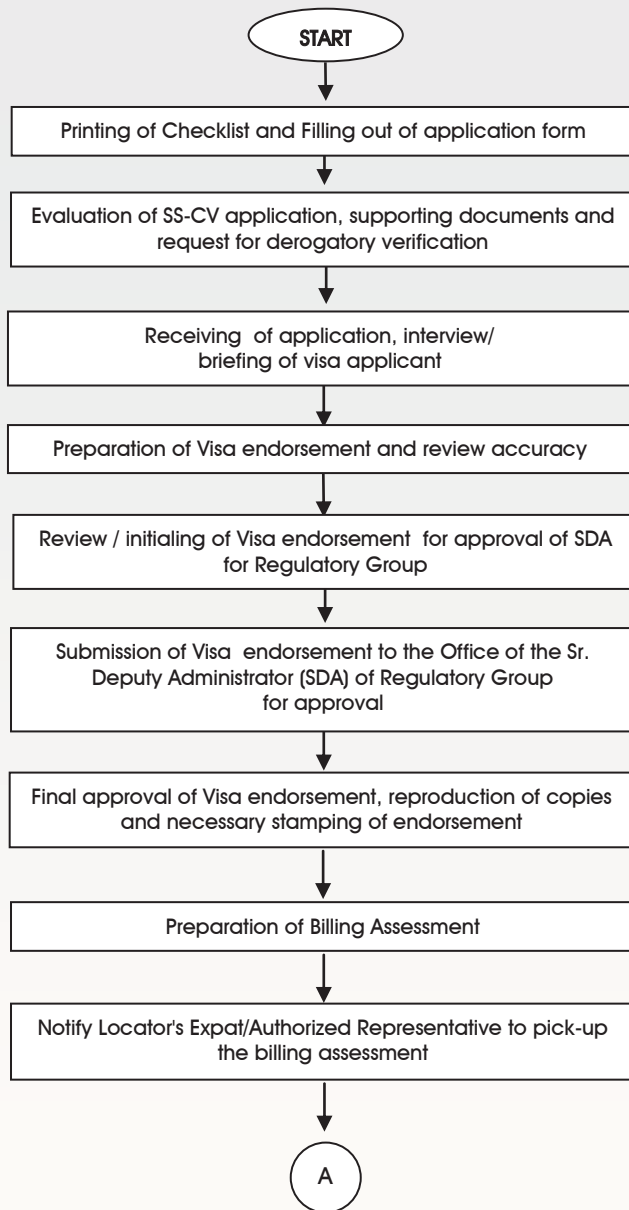 START
Printing of Checklist and Filling out of application form
Evaluation of SS-CV application, supporting documents and
request for derogatory verification
Receiving of application, interview/
briefing of visa applicant
Preparation of Visa endorsement and review accuracy
Review / initialing of Visa endorsement for approval of SDA
for Regulatory Group
Submission of Visa endorsement to the Office of the Sr.
Deputy Administrator (SDA) of Regulatory Group
for approval
Final approval of Visa endorsement, reproduction of copies
and necessary stamping of endorsement
Preparation of Billing Assessment
Notify Locator's Expat/Authorized Representative to pick-up
the billing assessment
A